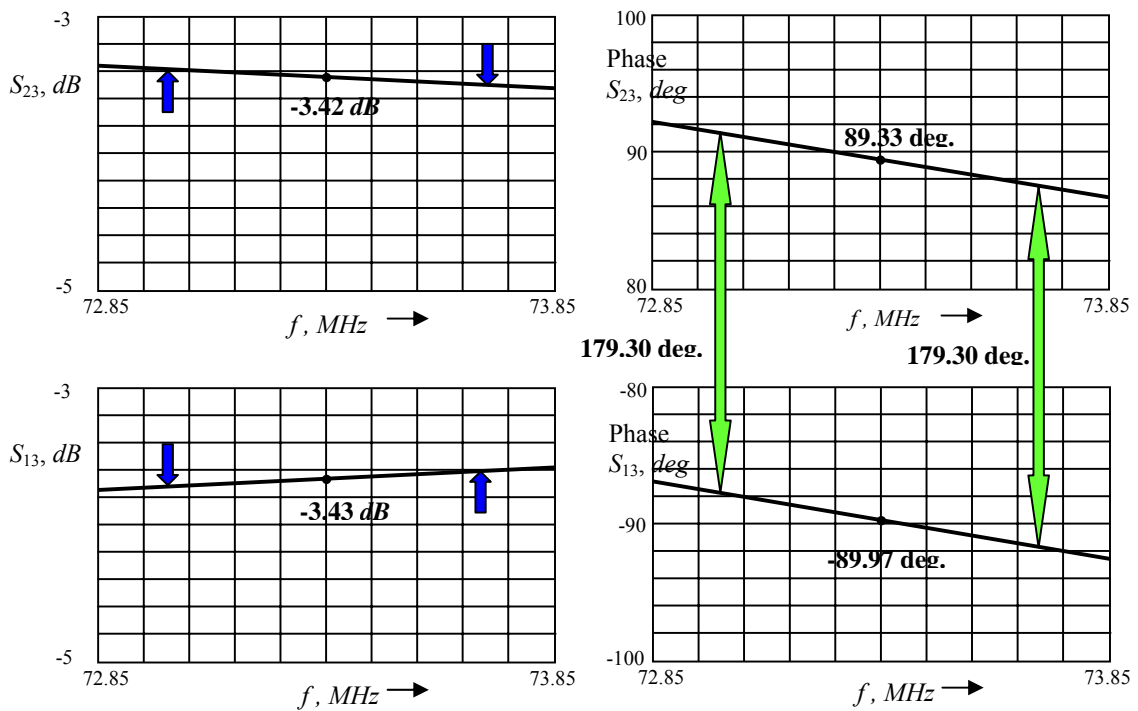 -3
S23, dB
-3.42 dB
-5
72.85
73.85
f , MHz
100
Phase
S23, deg
89.33 deg.
90
80
72.85
73.85
f , MHz
179.30 deg.
179.30 deg.
-3
S13, dB
-3.43 dB
-5
72.85
73.85
f , MHz
-80
Phase
S13, deg
-90
-89.97 deg.
-100
72.85
73.85
f , MHz